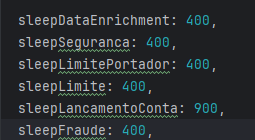 sleepDataEnrichment: 400,
sleepSeguranca: 400,
sleepLimitePortador: 400,
sleepLimite: 400,
sleepLancamentoConta: 900,
sleepFraude: 400,